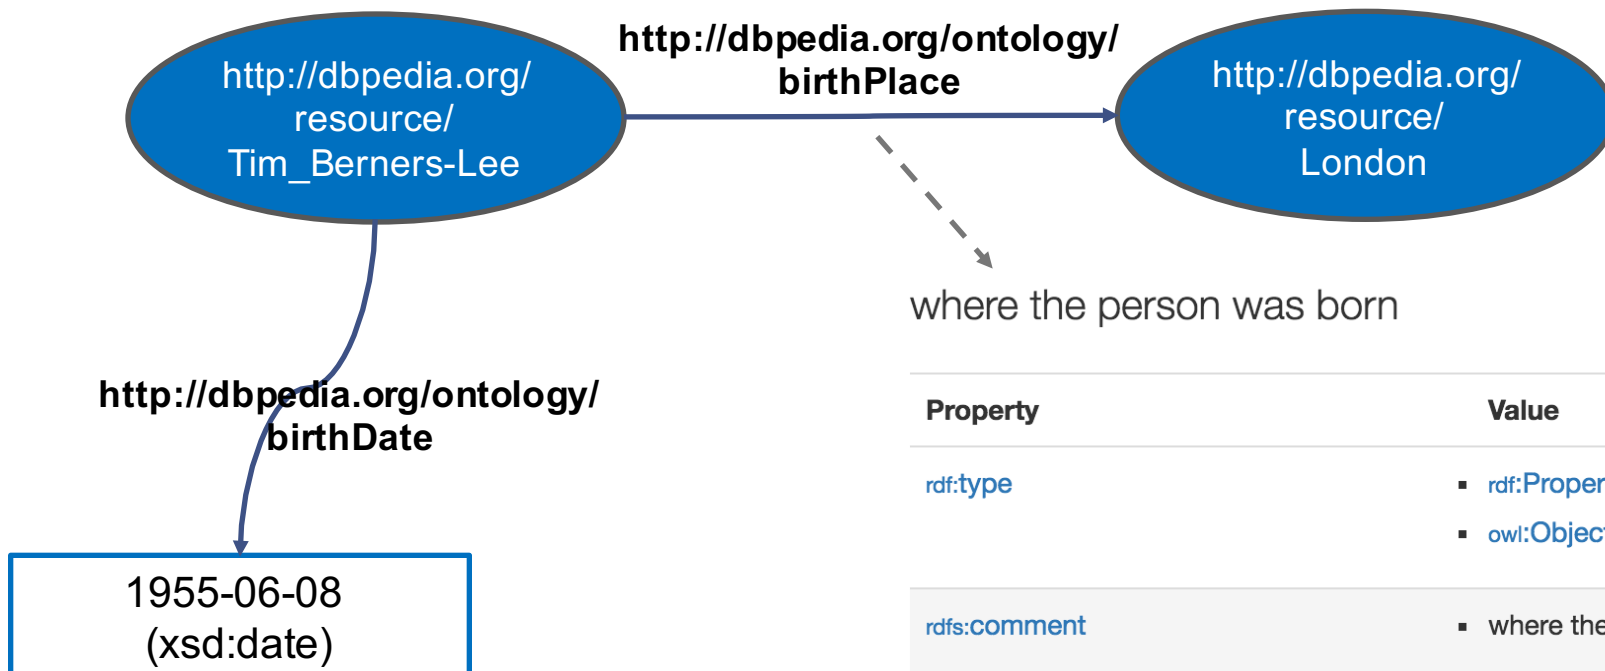 http://dbpedia.org/
resource/
Tim_Berners-Lee
http://dbpedia.org/ontology/
birthPlace
http://dbpedia.org/
resource/
London
where the person was born
http://dbpedia.org/ontology/
birthDate
Property Value
rdf:type
▪ rdf:Proper
▪ owl:Object
1955-06-08
(xsd:date)
rdfs:comment ▪ where the